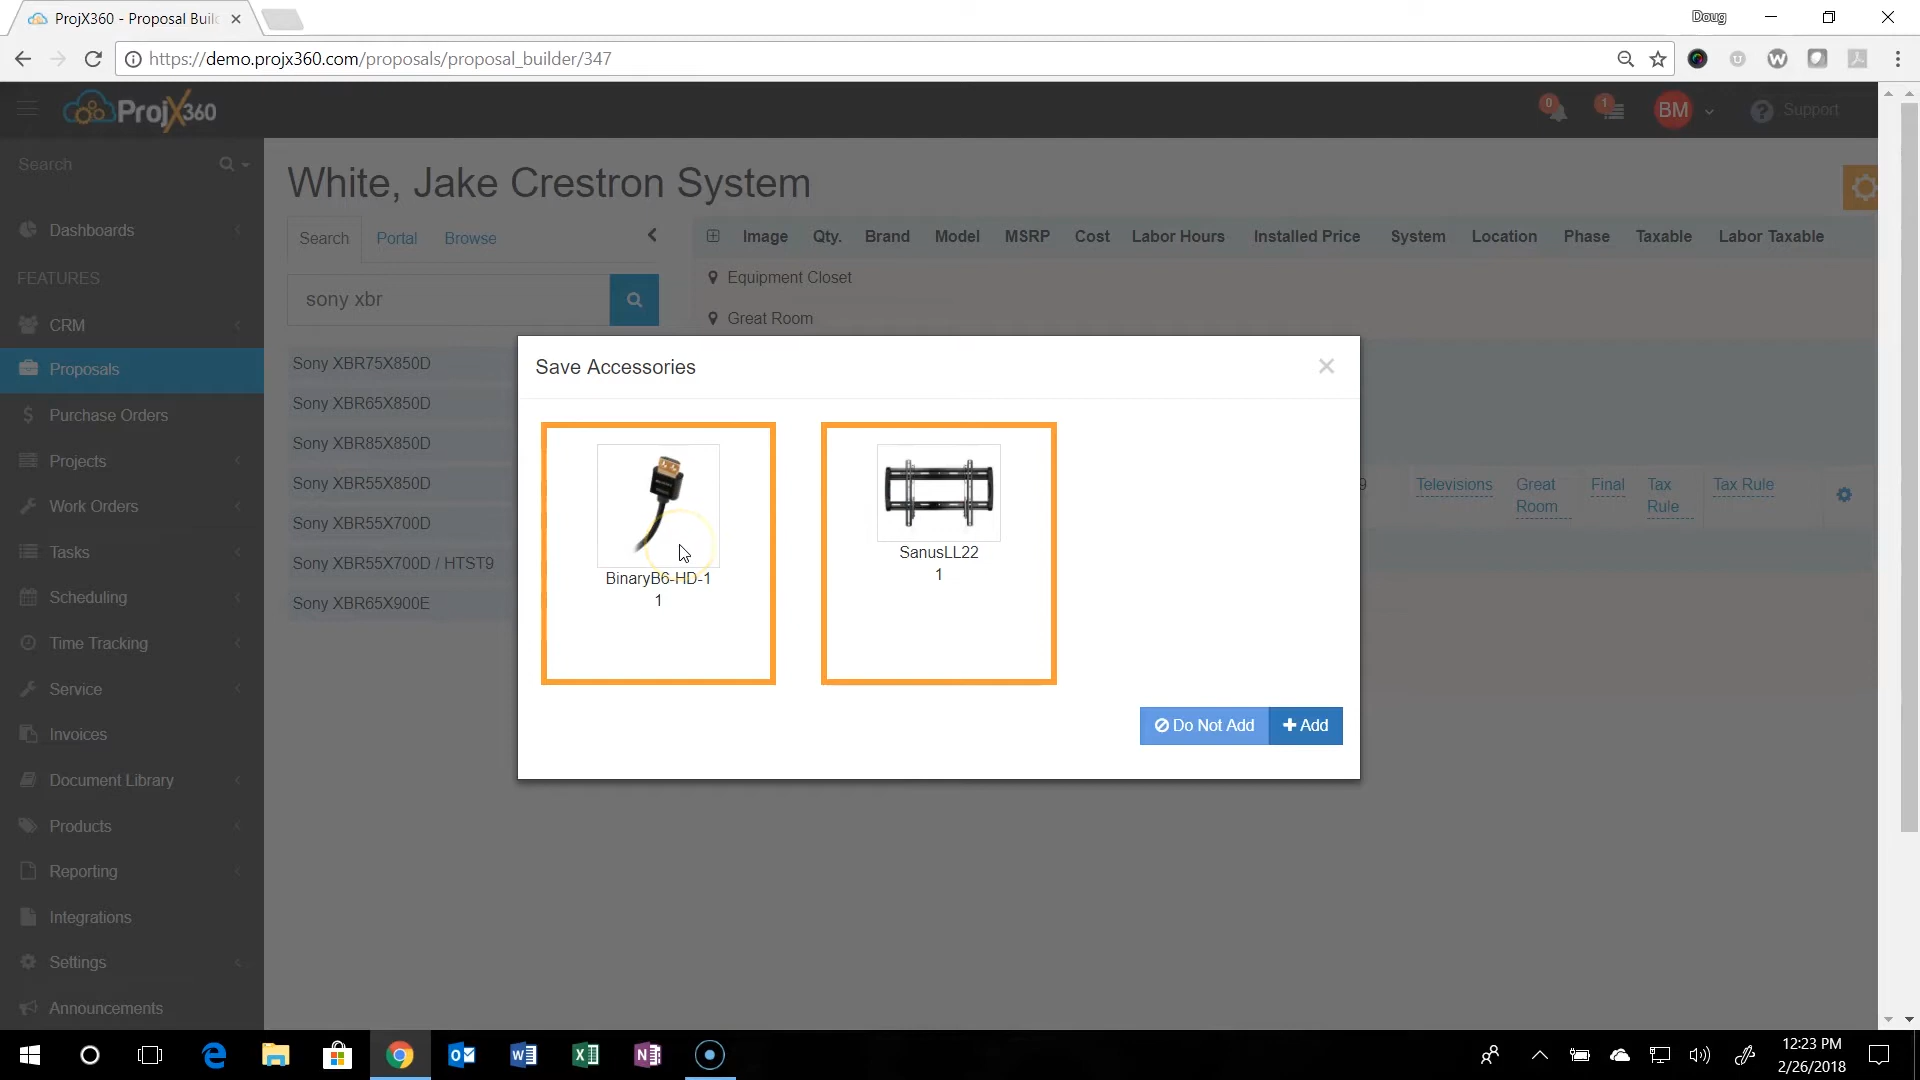 ProjX360 - Proposal Buil
Doug
https://demo.projx360.com/proposals/proposal_builder/347
ProjX360
0
1
BM
Support
Search
Dashboards
FEATURES
CRM
Proposals
Purchase Orders
Projects
Work Orders
Tasks
Scheduling
Time Tracking
Service
Invoices
Document Library
Products
Reporting
Integrations
Settings
Announcements
White, Jake Crestron System
Search Portal Browse
sony xbr
Sony XBR75X850D
Sony XBR65X850D
Sony XBR85X850D
Sony XBR55X850D
Sony XBR55X700D
Sony XBR55X700D / HTST9
Sony XBR65X900E
Image Qty. Brand Model MSRP Cost Labor Hours Installed Price System Location Phase Taxable Labor Taxable
Equipment Closet
Great Room
9 Televisions Great Room Final Tax Rule Tax Rule
Save Accessories
BinaryB6-HD-1
1
SanusLL22
1
Do Not Add
Add
12:23 PM
2/26/2018